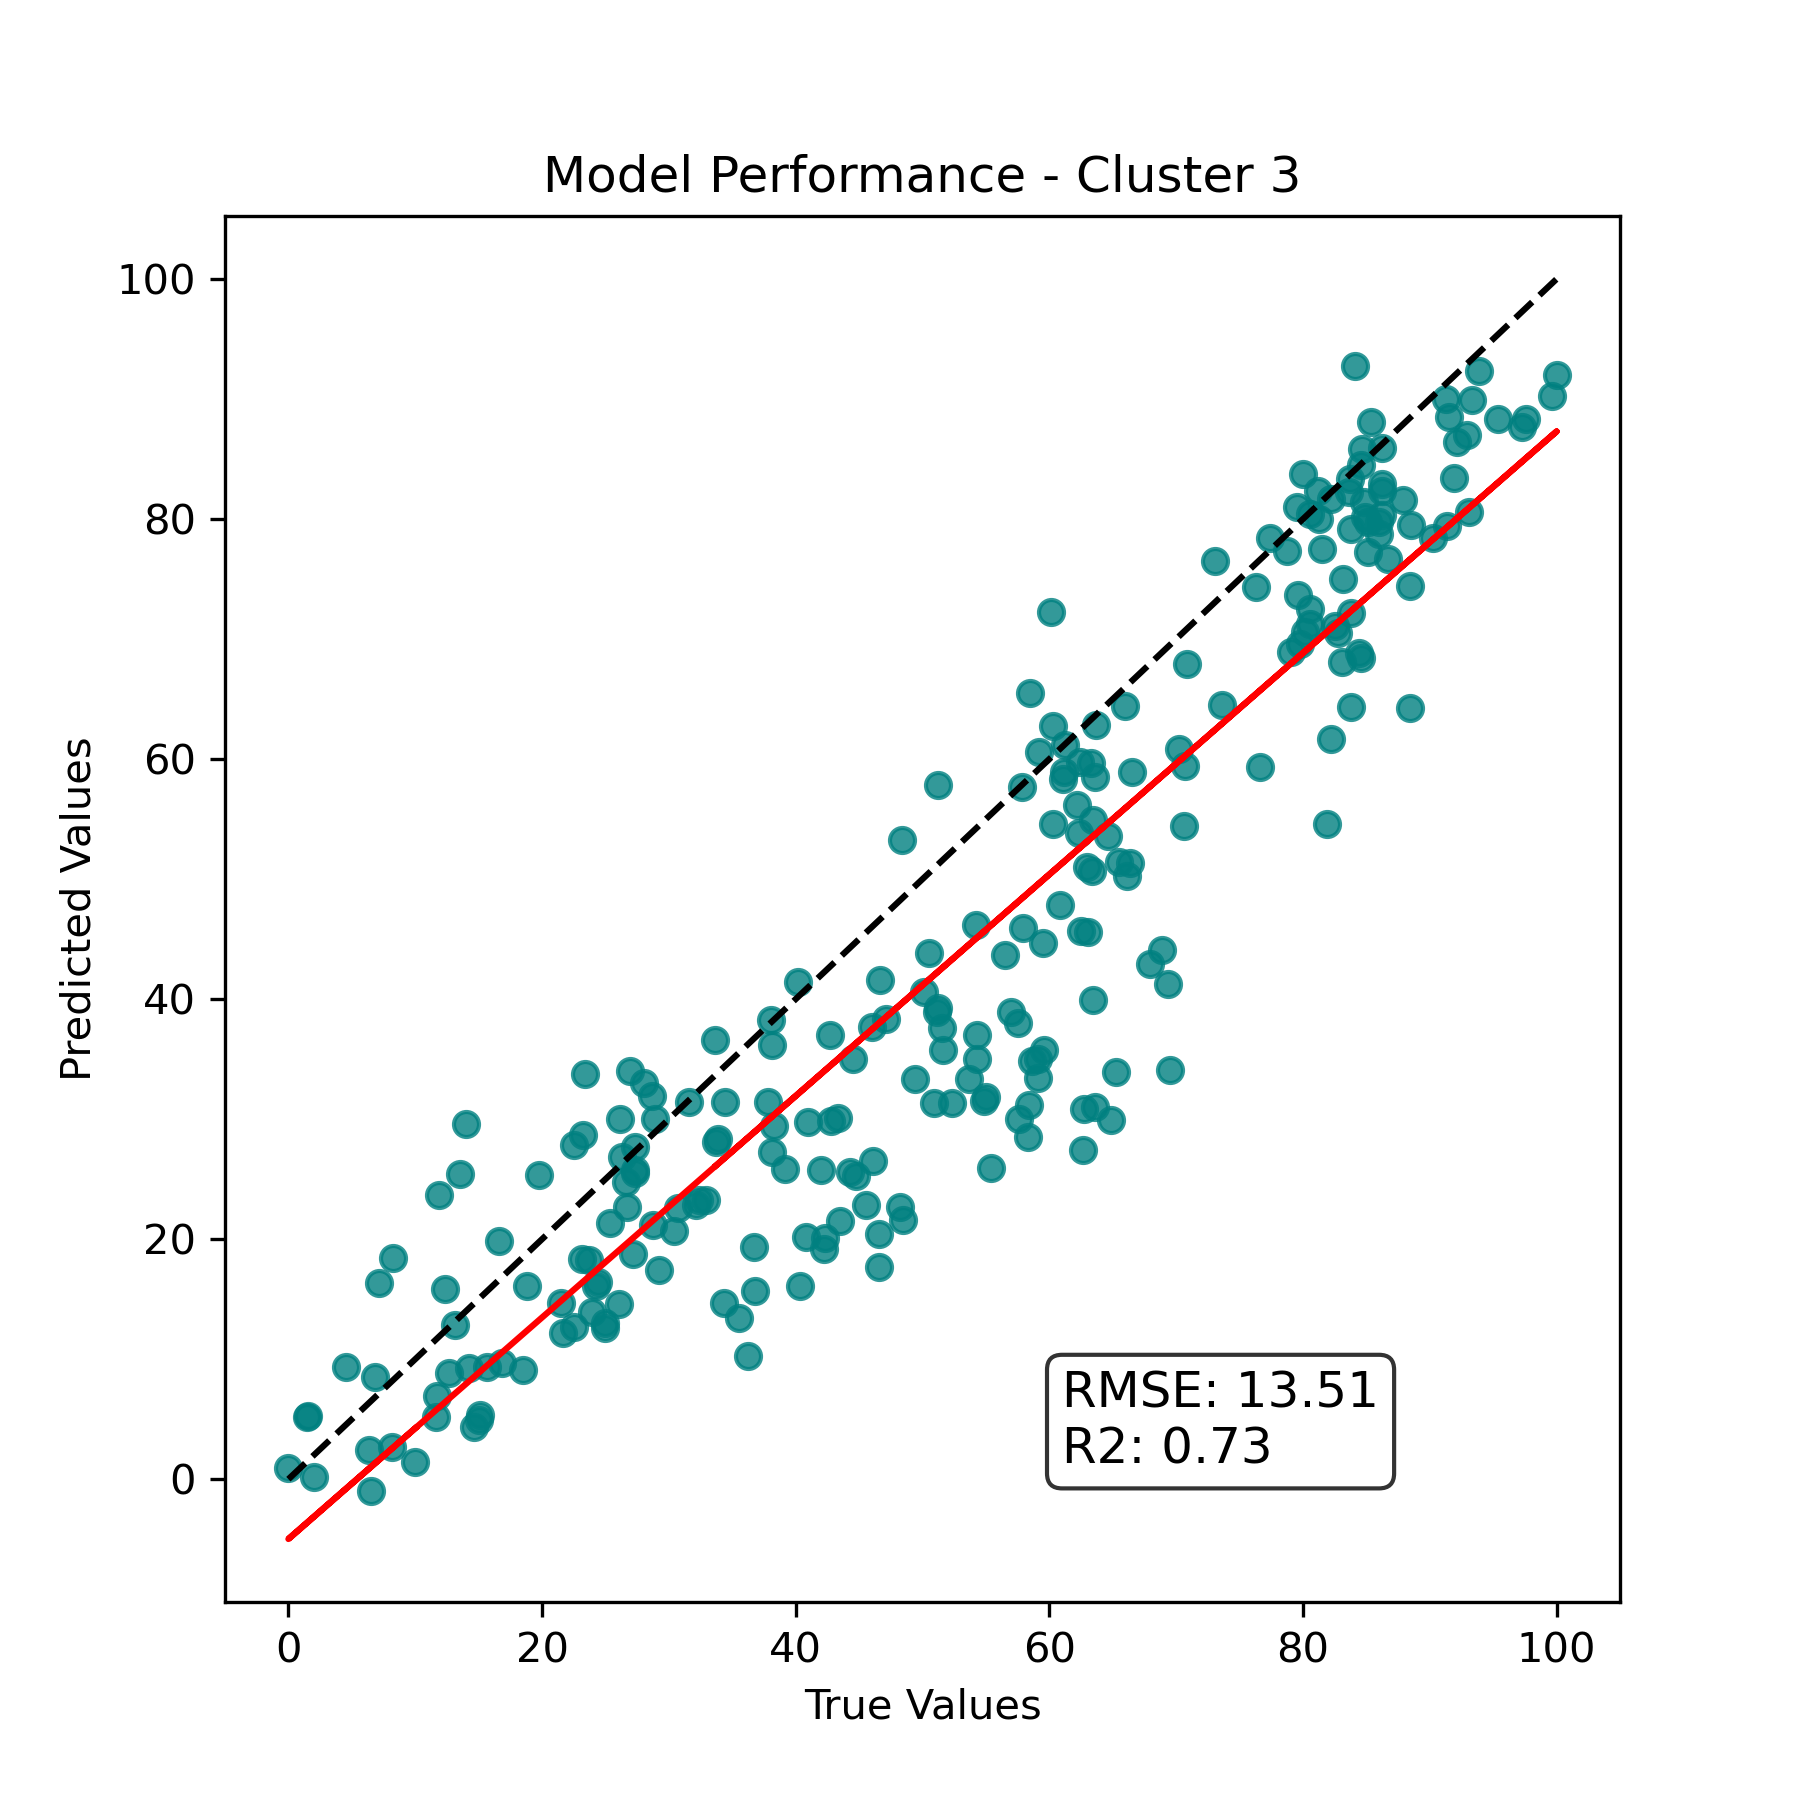 Model Performance - Cluster 3
100
80
60
40
20
0
Predicted Values
RMSE: 13.51
R2: 0.73
0 20 40 60 80 100
True Values